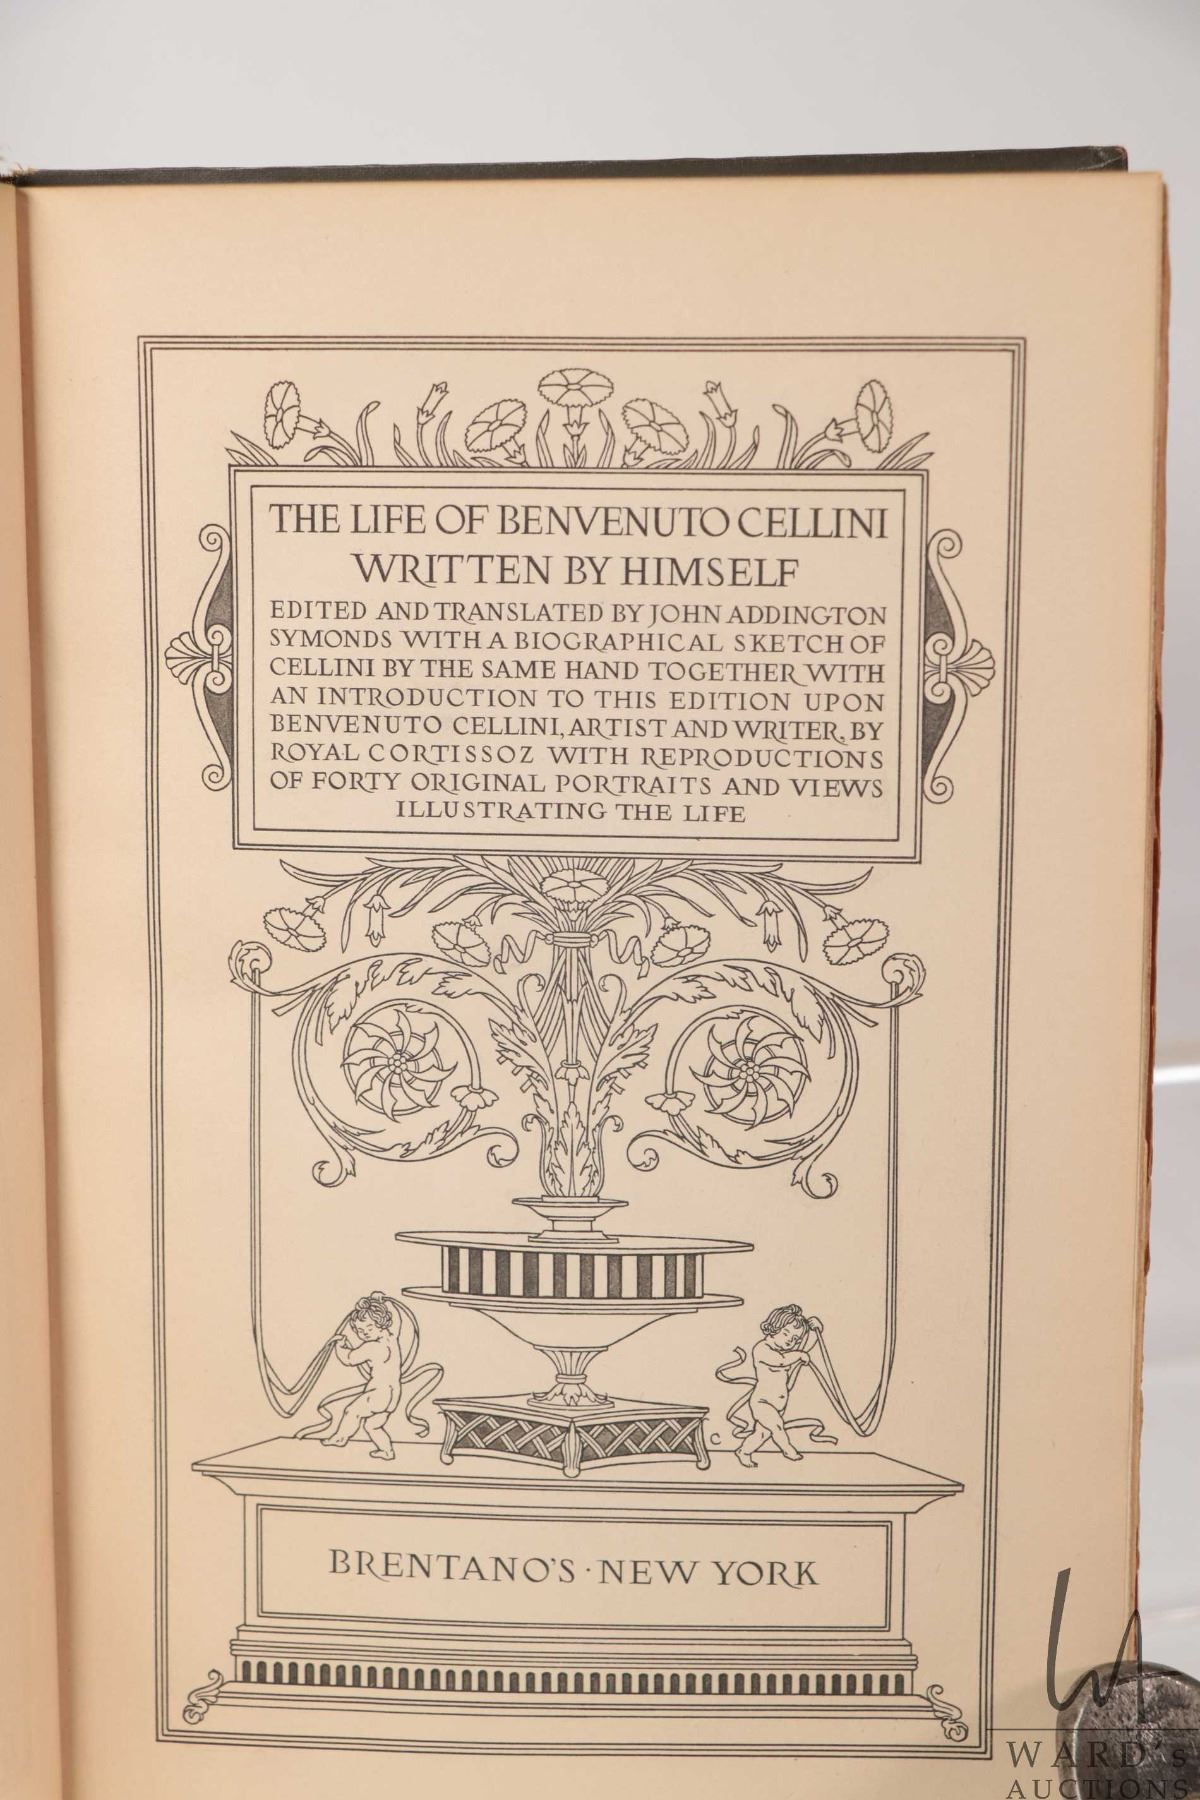 THE LIFE OF BENVENUTO CELLINI
WRITTEN BY HIMSELF
EDITED AND TRANSLATED BY JOHN ADDINGTON
SYMONDS WITH A BIOGRAPHICAL SKETCH OF
CELLINI BY THE SAME HAND TOGETHER WITH
AN INTRODUCTION TO THIS EDITION UPON
BENVENUTO CELLINI, ARTIST AND WRITER, BY
ROYAL CORTISSOZ WITH REPRODUCTIONS
OF FORTY ORIGINAL PORTRAITS AND VIEWS
ILLUSTRATING THE LIFE
C
BRENTANO'S · NEW YORK
WARD's
AUCTIONS